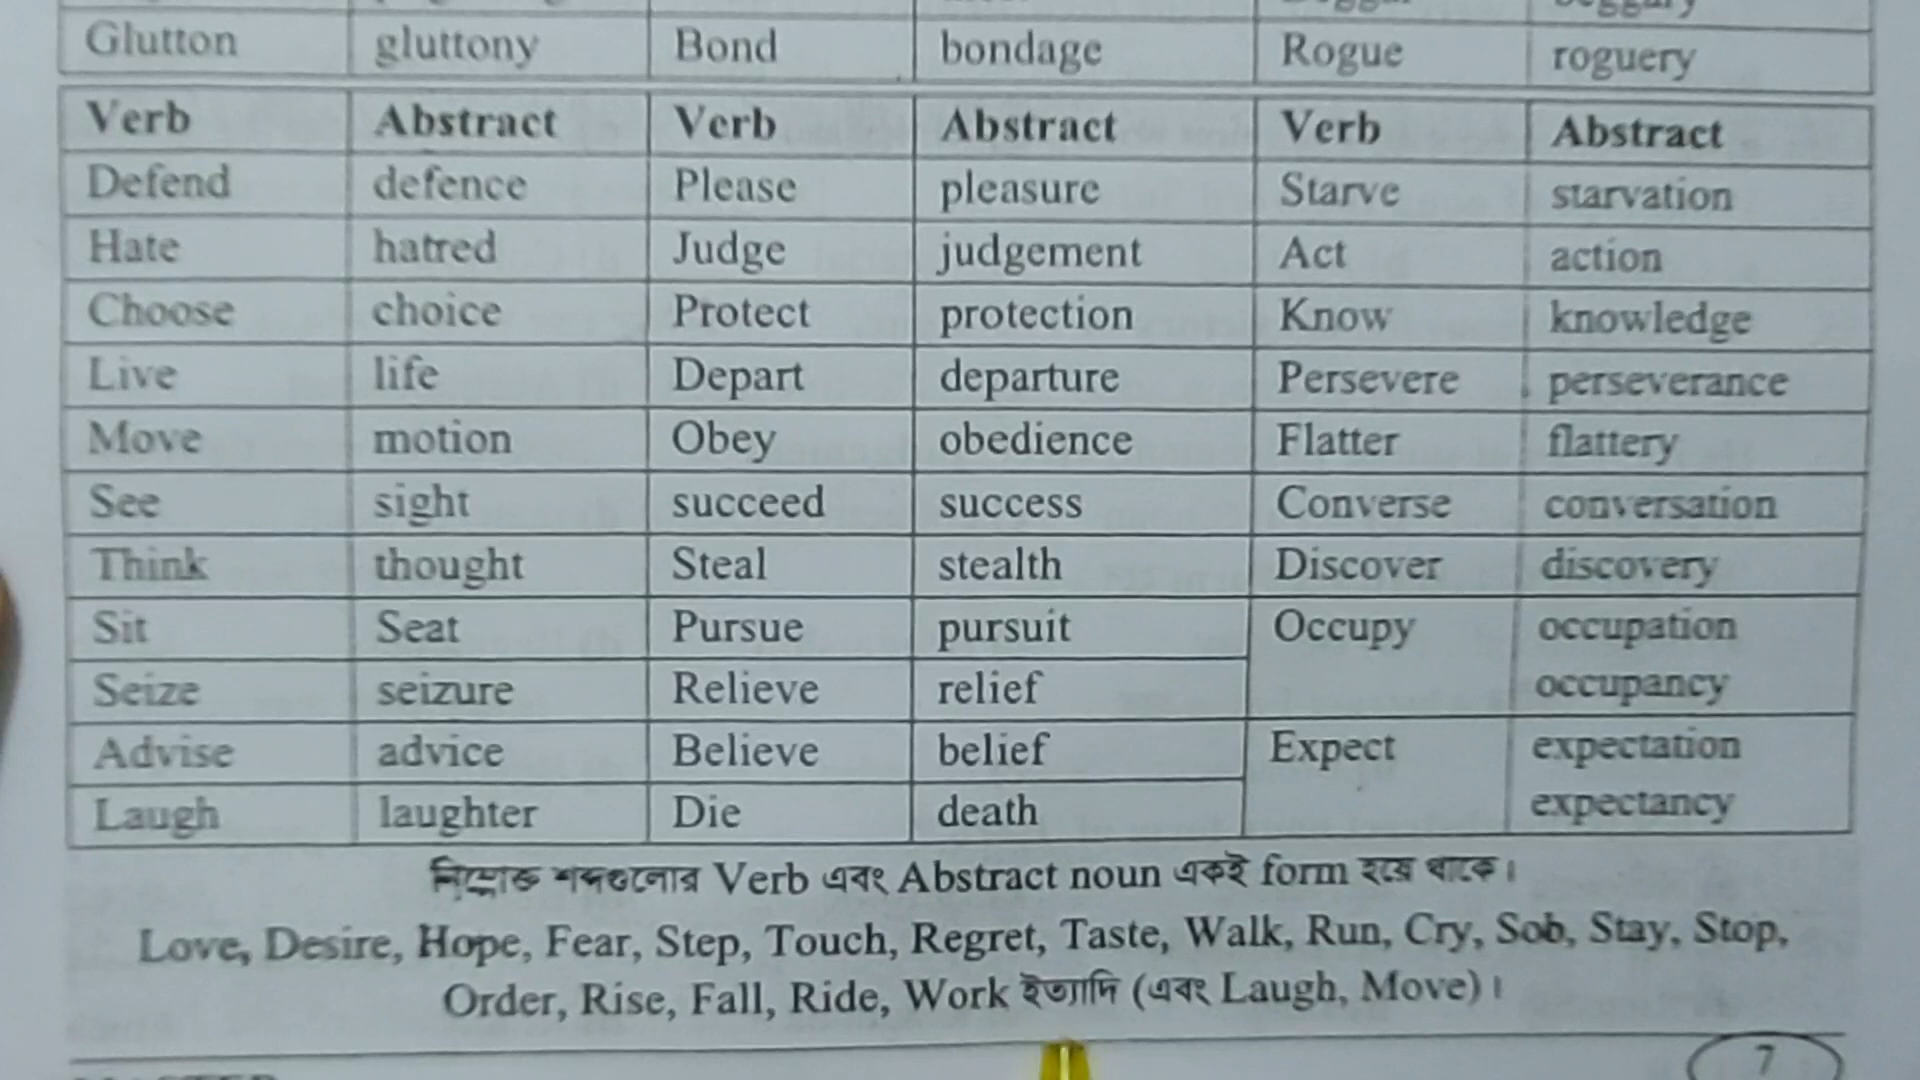 Glutton gluttony Bond bondage Rogue roguery
Verb Abstract Verb Abstract Verb Abstract
Defend defence Please pleasure Starve starvation
Hate hatred Judge judgement Act action
Choose choice Protect protection Know knowledge
Live life Depart departure Persevere perseverance
Move motion Obey obedience Flatter flattery
See sight succeed success Converse conversation
Think thought Steal stealth Discover discovery
Sit Seat Pursue pursuit Occupy occupation
Seize seizure Relieve relief occupancy
Advise advice Believe belief Expect expectation
Laugh laughter Die death expectancy
নিম্নোক্ত শব্দগুলোর Verb এবং Abstract noun একই form হয়ে থাকে।
Love, Desire, Hope, Fear, Step, Touch, Regret, Taste, Walk, Run, Cry, Sob, Stay, Stop,
Order, Rise, Fall, Ride, Work ইত্যাদি (এবং Laugh, Move)।
7